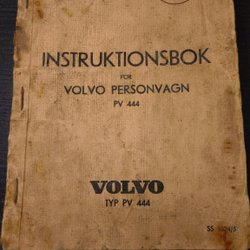 INSTRUKTIONSBOK
FÖR
VOLVO PERSONVAGN
PV 444
VOLVO
TYP PV 444